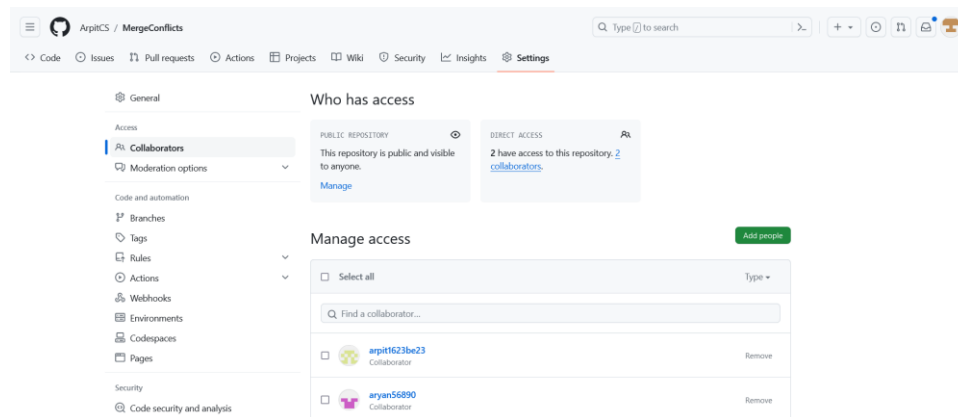 ArpitCS / MergeConflicts
Type / to search
Code Issues Pull requests Actions Projects Wiki Security Insights Settings
General
Access
Collaborators
Moderation options
Code and automation
Branches
Tags
Rules
Actions
Webhooks
Environments
Codespaces
Pages
Security
Code security and analysis
Who has access
PUBLIC REPOSITORY
This repository is public and visible
to anyone.
Manage
DIRECT ACCESS
2 have access to this repository. 2
collaborators.
Manage access
Add people
Select all
Type
Find a collaborator...
arpit1623be23
Collaborator
Remove
aryan56890
Collaborator
Remove